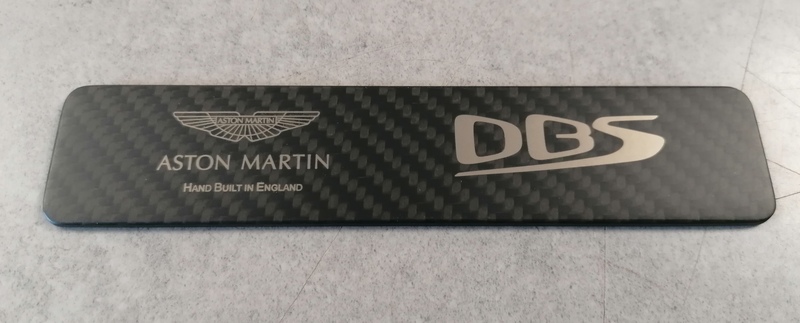 ASTON MARTIN
ASTON MARTIN
HAND BUILT IN ENGLAND
DBS